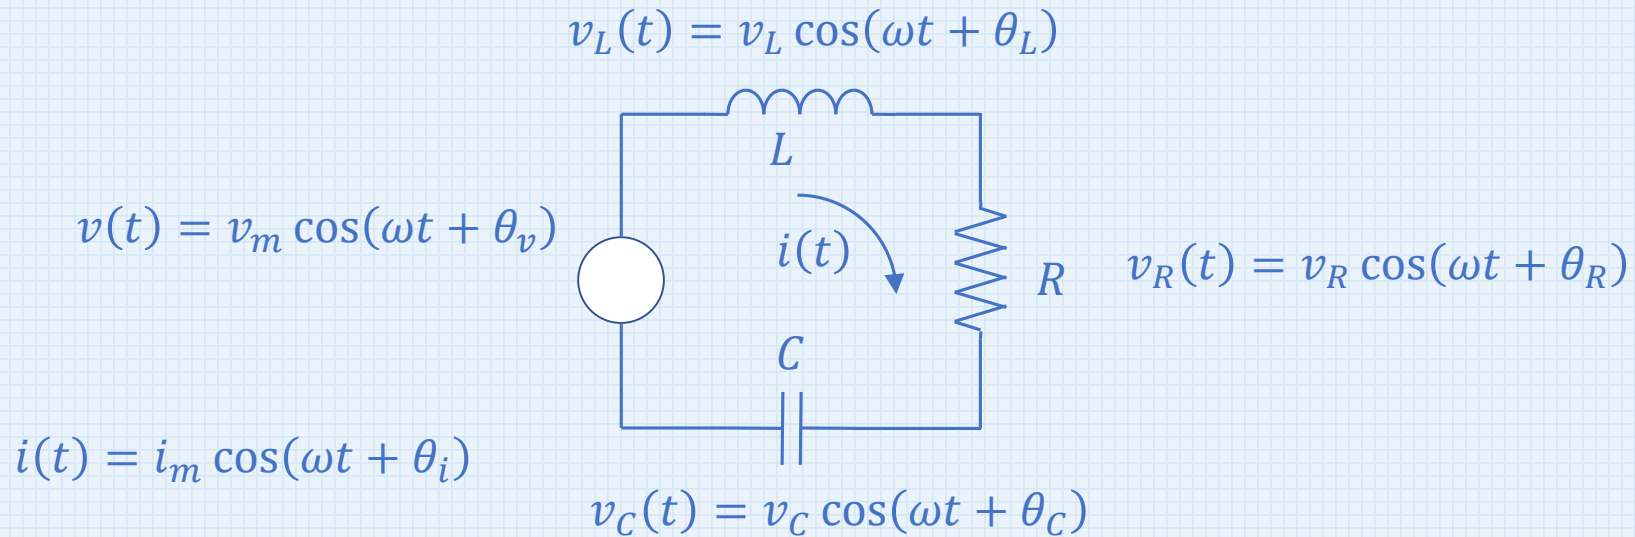 v_L(t) = v_L cos(ωt + θ_L)
L
v(t) = v_m cos(ωt + θ_v)
i(t)
R
v_R(t) = v_R cos(ωt + θ_R)
C
i(t) = i_m cos(ωt + θ_i)
v_C(t) = v_C cos(ωt + θ_C)